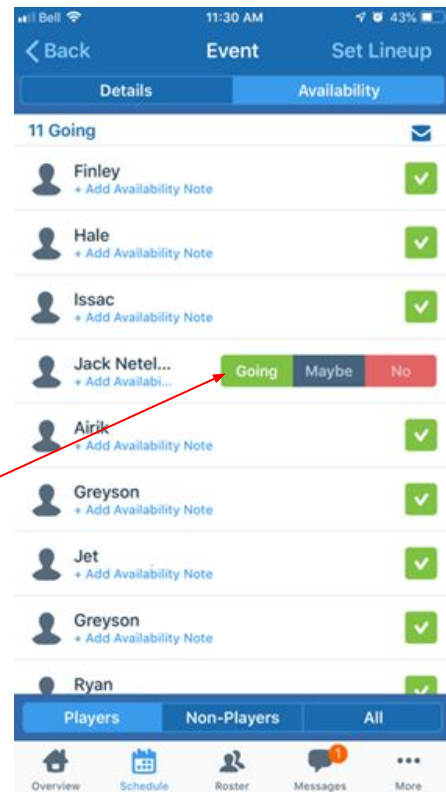 Bell 11:30 AM 43%
Back Event Set Lineup
Details Availability
11 Going
Finley
+ Add Availability Note
Hale
+ Add Availability Note
Issac
+ Add Availability Note
Jack Netel... Going Maybe No
+ Add Availabi...
Airik
+ Add Availability Note
Greyson
+ Add Availability Note
Jet
+ Add Availability Note
Greyson
+ Add Availability Note
Ryan
Players Non-Players All
1
Overview Schedule Roster Messages More